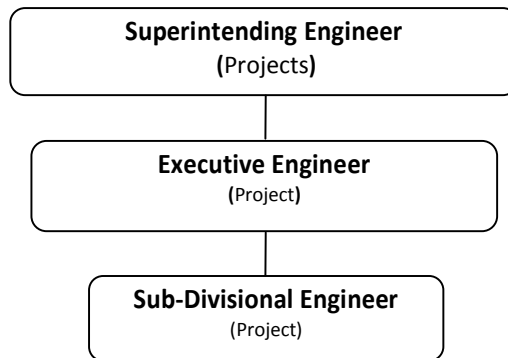 Superintending Engineer
(Projects)
Executive Engineer
(Project)
Sub-Divisional Engineer
(Project)